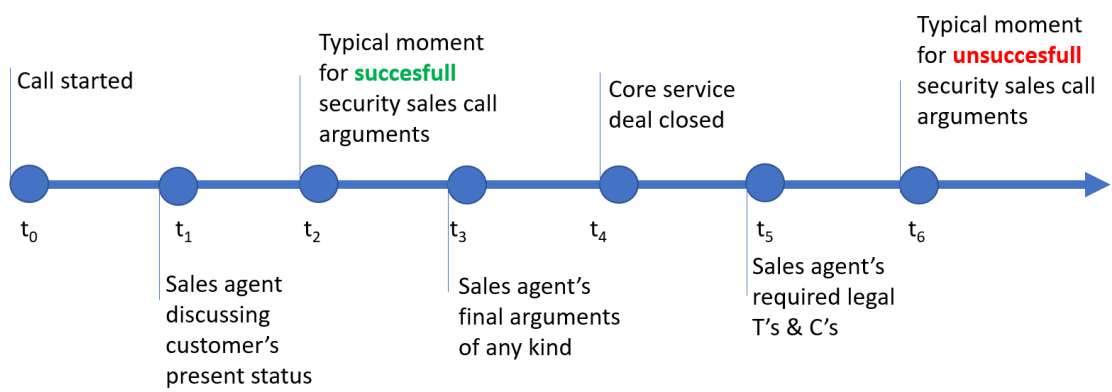 Call started
Typical moment
for succesfull
security sales call
arguments
Core service
deal closed
Typical moment
for unsuccesfull
security sales call
arguments
t0
t1
t2
t3
t4
t5
t6
Sales agent
discussing
customer's
present status
Sales agent's
final arguments
of any kind
Sales agent's
required legal
T's & C's